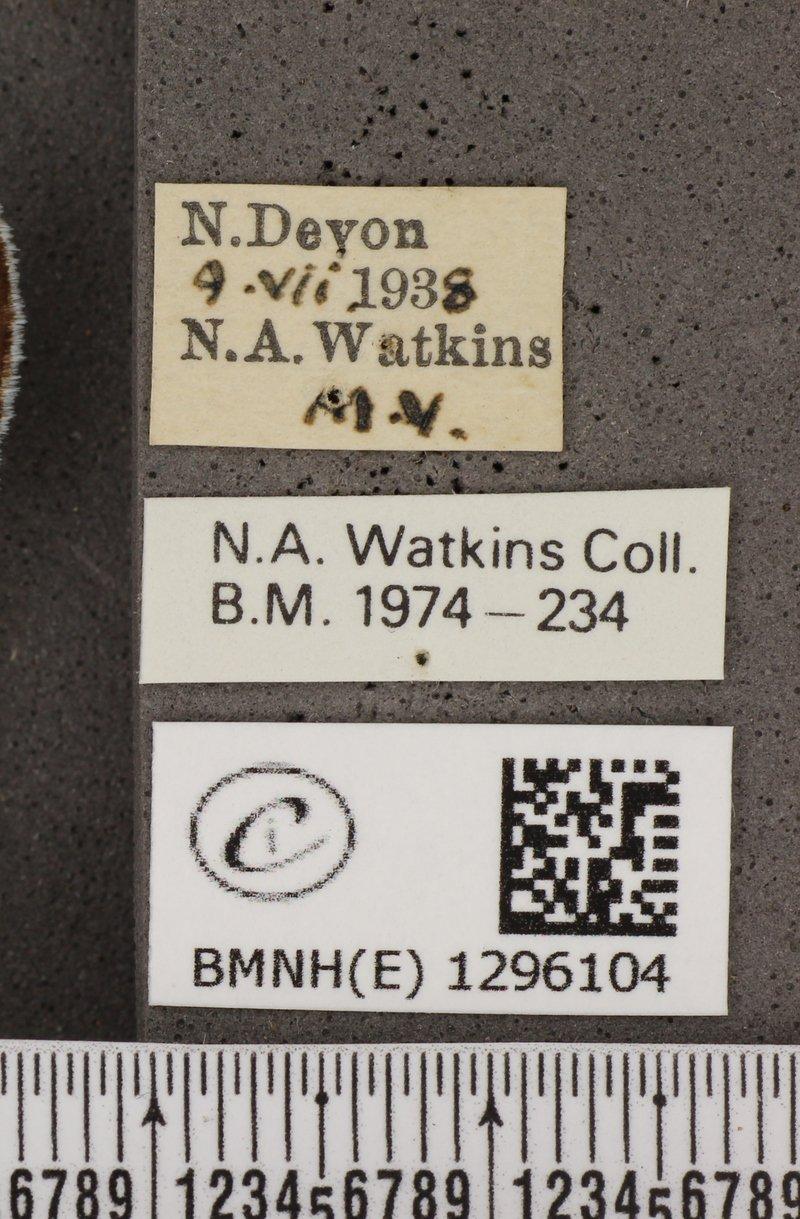 N.Devon
9.vii 1938
N.A. Watkins
M.V.
N.A. Watkins Coll.
B.M. 1974–234
C i
BMNH(E) 1296104
6789 123456789 123456789